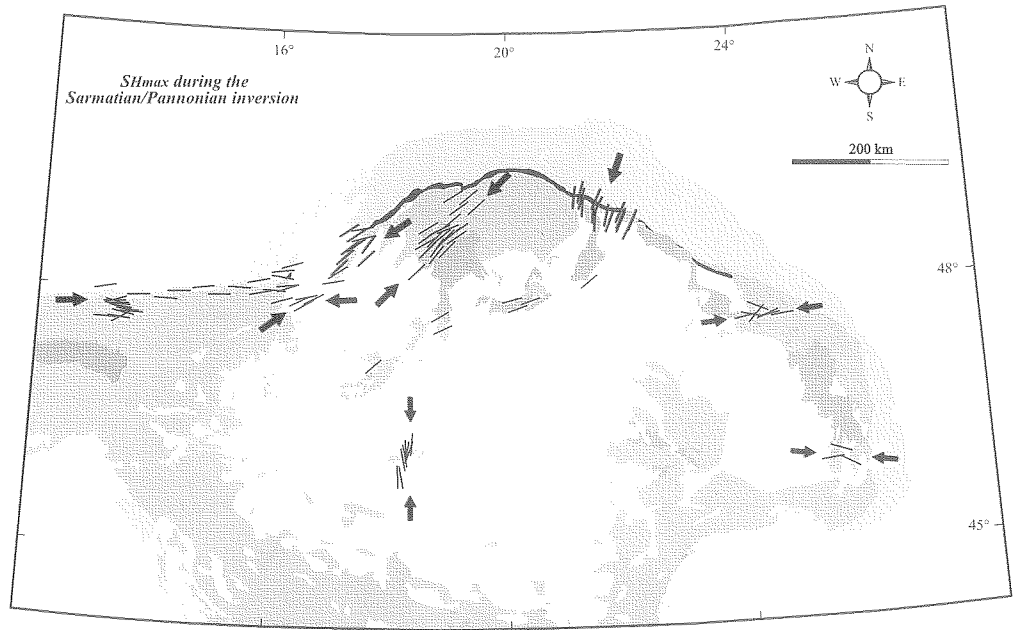 16°
20°
24°
SHmax during the
Sarmatian/Pannonian inversion
N
W E
S
200 km
48°
45°